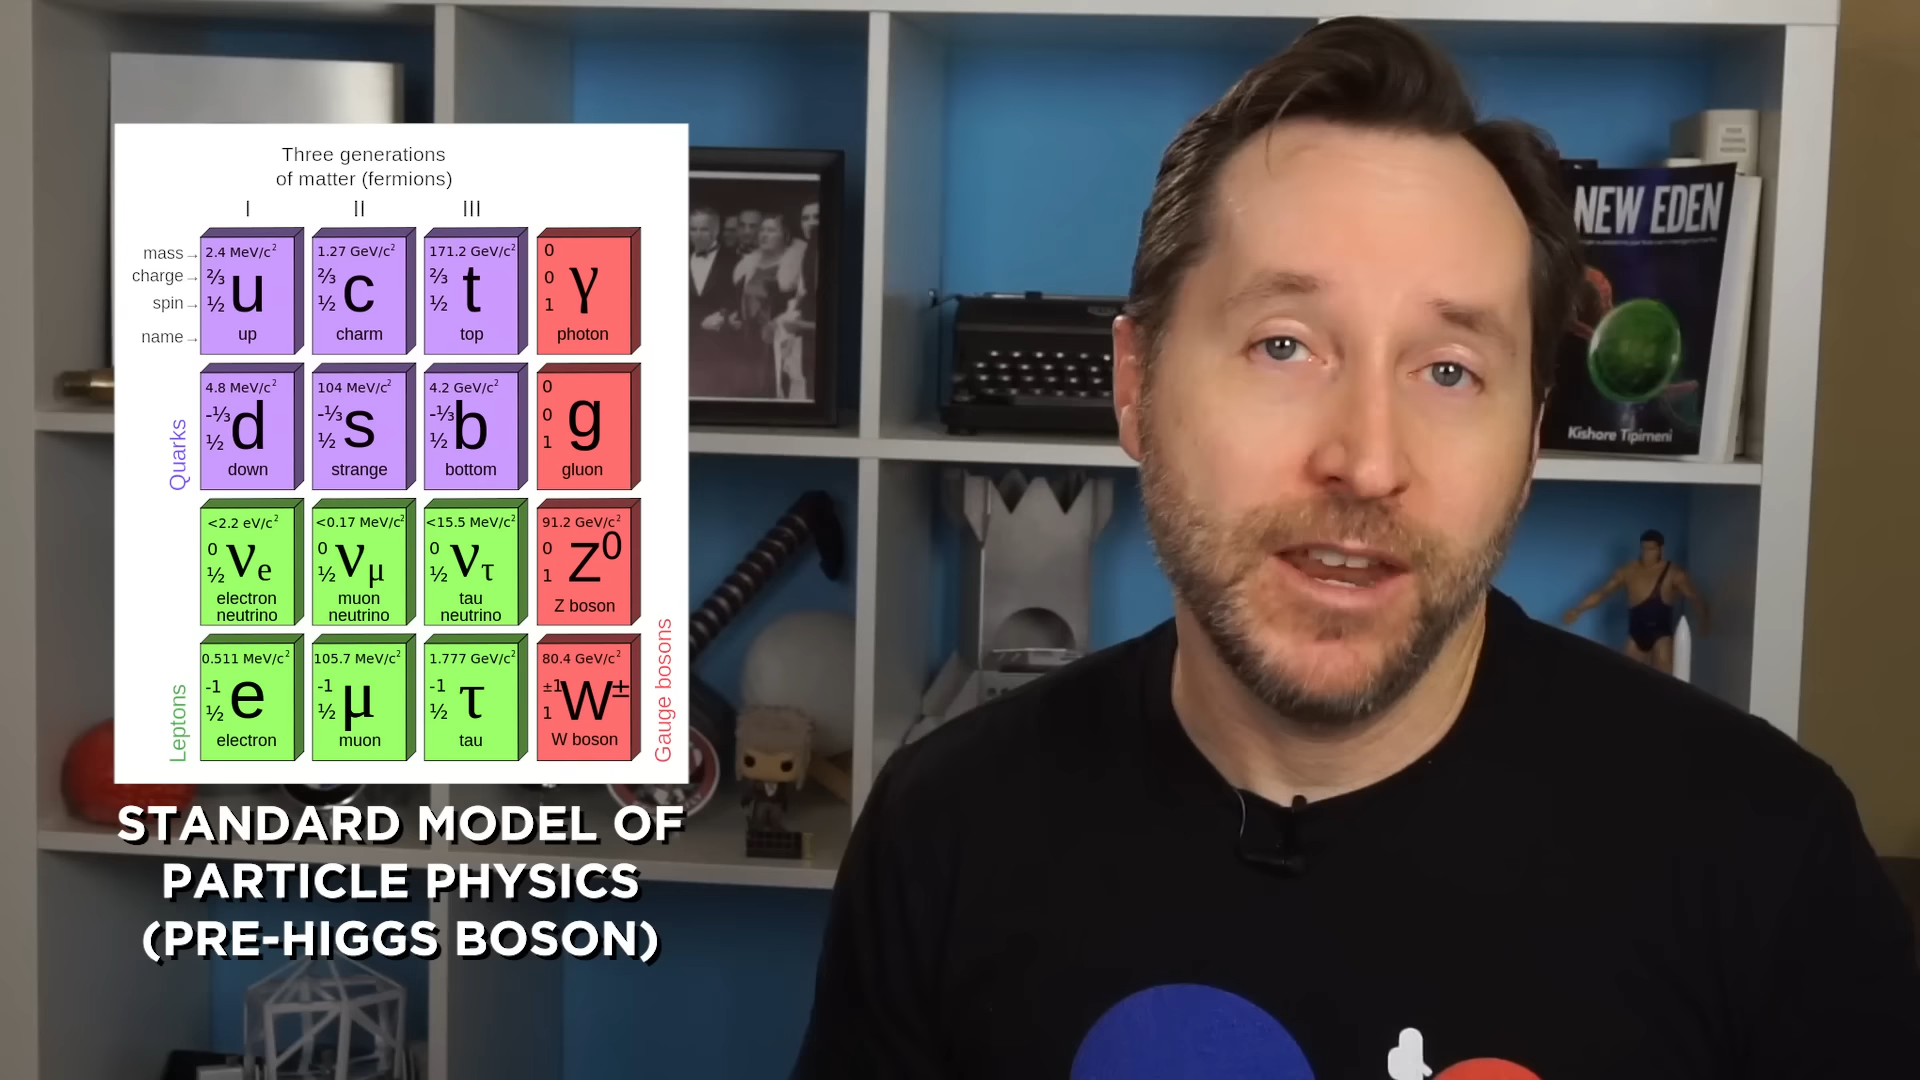 Three generations
of matter (fermions)
I II III
mass
charge
spin
name
2.4 MeV/c²
⅔
½
u
up
1.27 GeV/c²
⅔
½
c
charm
171.2 GeV/c²
⅔
½
t
top
0
0
1
γ
photon
Quarks
4.8 MeV/c²
-⅓
½
d
down
104 MeV/c²
-⅓
½
s
strange
4.2 GeV/c²
-⅓
½
b
bottom
0
0
1
g
gluon
<2.2 eV/c²
0
½
νe
electron
neutrino
<0.17 MeV/c²
0
½
νμ
muon
neutrino
<15.5 MeV/c²
0
½
ντ
tau
neutrino
91.2 GeV/c²
0
1
Z⁰
Z boson
Leptons
0.511 MeV/c²
-1
½
e
electron
105.7 MeV/c²
-1
½
μ
muon
1.777 GeV/c²
-1
½
τ
tau
80.4 GeV/c²
±1
1
W±
W boson
Gauge bosons
STANDARD MODEL OF
PARTICLE PHYSICS
(PRE-HIGGS BOSON)
NEW EDEN
Kishore Tipirneni